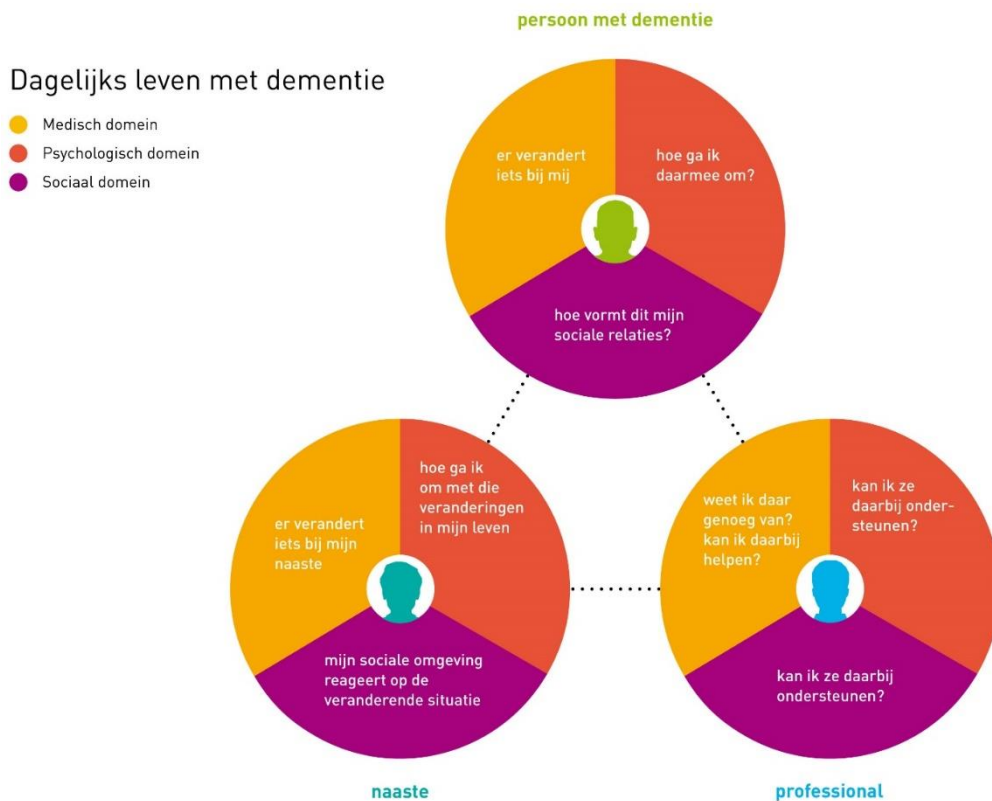 persoon met dementie
Dagelijks leven met dementie
Medisch domein
Psychologisch domein
Sociaal domein
er verandert
iets bij mij
hoe ga ik
daarmee om?
hoe vormt dit mijn
sociale relaties?
er verandert
iets bij mijn
naaste
hoe ga ik
om met die
veranderingen
in mijn leven
mijn sociale omgeving
reageert op de
veranderende situatie
naaste
weet ik daar
genoeg van?
kan ik daarbij
helpen?
kan ik ze
daarbij onder-
steunen?
kan ik ze daarbij
ondersteunen?
professional